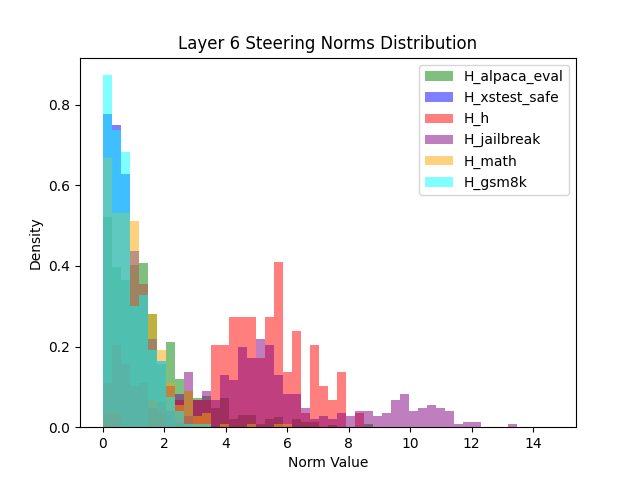 Layer 6 Steering Norms Distribution
H_alpaca_eval
H_xstest_safe
H_h
H_jailbreak
H_math
H_gsm8k
Density
0.8
0.6
0.4
0.2
0.0
0 2 4 6 8 10 12 14
Norm Value